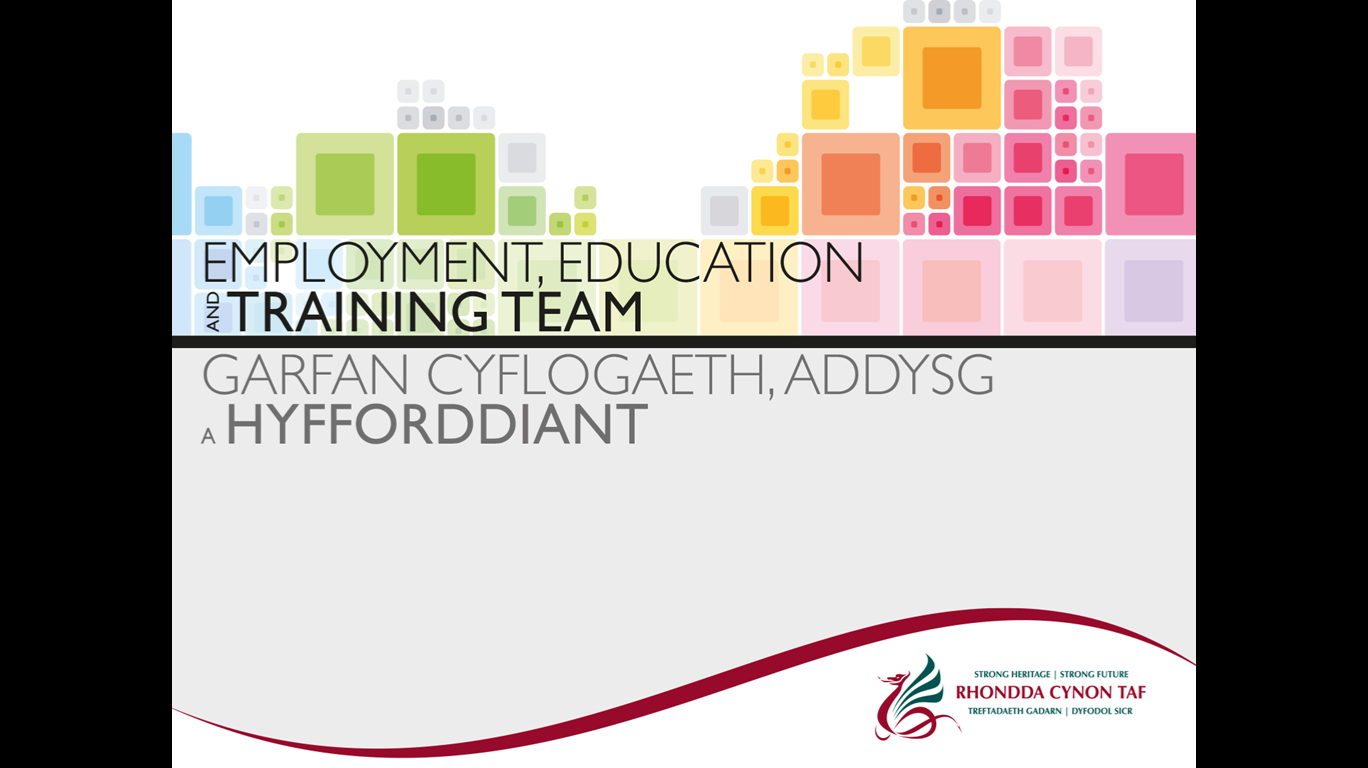 EMPLOYMENT, EDUCATION
AND TRAINING TEAM
GARFAN CYFLOGAETH, ADDYSG
A HYFFORDDIANT
STRONG HERITAGE | STRONG FUTURE
RHONDDA CYNON TAF
TREFTADAETH GADARN | DYFODOL SICR